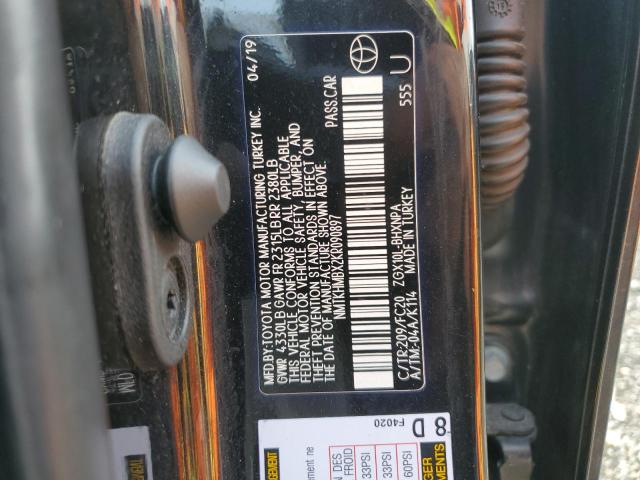 MFD.BY:TOYOTA MOTOR MANUFACTURING TURKEY INC. 04/19
GVWR 4330LB GAWR FR 2315LB RR 2380LB
THIS VEHICLE CONFORMS TO ALL APPLICABLE
FEDERAL MOTOR VEHICLE SAFETY, BUMPER, AND
THEFT PREVENTION STANDARDS IN EFFECT ON
THE DATE OF MANUFACTURE SHOWN ABOVE.
NMTKHMBX2KR090897 PASS.CAR
C/TR:209/FC20 ZGX10L-BHXNPA 555 U
A/TM:-04A/K114 MADE IN TURKEY
8 D
F4020
33PSI
33PSI
60PSI